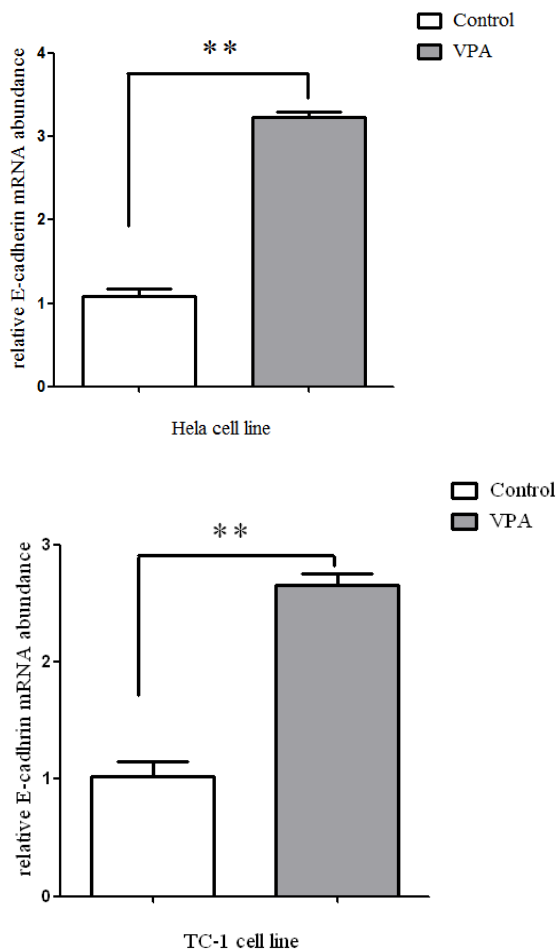 Control
VPA
**
relative E-cadherin mRNA abundance
4
3
2
1
0
Hela cell line
Control
VPA
**
relative E-cadhrin mRNA abundance
3
2
1
0
TC-1 cell line